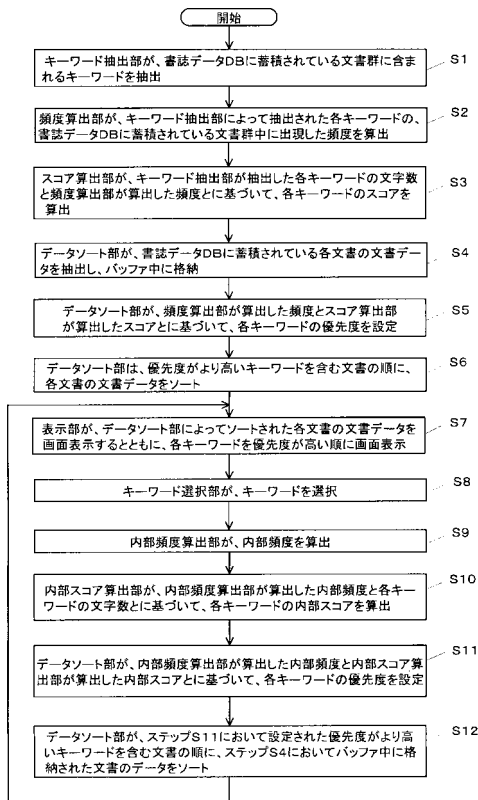 開始
キーワード抽出部が、書誌データDBに蓄積されている文書群に含ま
れるキーワードを抽出
S1
頻度算出部が、キーワード抽出部によって抽出された各キーワードの、
書誌データDBに蓄積されている文書群中に出現した頻度を算出
S2
スコア算出部が、キーワード抽出部が抽出した各キーワードの文字数
と頻度算出部が算出した頻度とに基づいて、各キーワードのスコアを
算出
S3
データソート部が、書誌データDBに蓄積されている各文書の文書デー
タを抽出し、バッファ中に格納
S4
データソート部が、頻度算出部が算出した頻度とスコア算出部
が算出したスコアとに基づいて、各キーワードの優先度を設定
S5
データソート部は、優先度がより高いキーワードを含む文書の順に、
各文書の文書データをソート
S6
表示部が、データソート部によってソートされた各文書の文書データを
画面表示するとともに、各キーワードを優先度が高い順に画面表示
S7
キーワード選択部が、キーワードを選択
S8
内部頻度算出部が、内部頻度を算出
S9
内部スコア算出部が、内部頻度算出部が算出した内部頻度と各キー
ワードの文字数とに基づいて、各キーワードの内部スコアを算出
S10
データソート部が、内部頻度算出部が算出した内部頻度と内部スコア算
出部が算出した内部スコアとに基づいて、各キーワードの優先度を設定
S11
データソート部が、ステップS11において設定された優先度がより
高いキーワードを含む文書の順に、ステップS4においてバッファ中に格
納された文書のデータをソート
S12